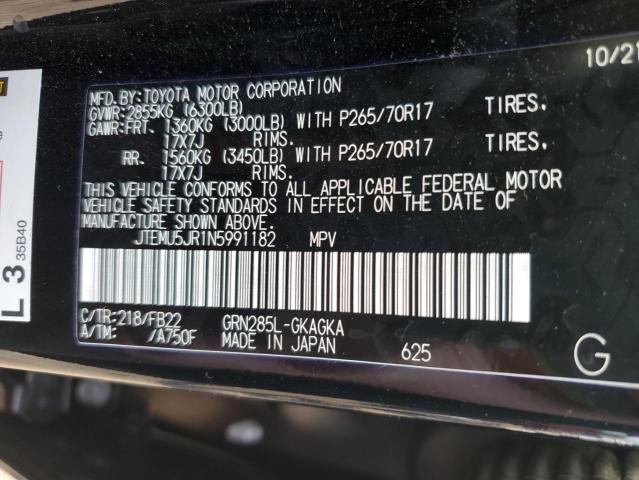 10/21
MFD. BY: TOYOTA MOTOR CORPORATION
GVWR: 2855KG (6300LB)
GAWR: FRT. 1360KG (3000LB) WITH P265/70R17 TIRES,
17X7J RIMS.
RR. 1560KG (3450LB) WITH P265/70R17 TIRES,
17X7J RIMS.
THIS VEHICLE CONFORMS TO ALL APPLICABLE FEDERAL MOTOR
VEHICLE SAFETY STANDARDS IN EFFECT ON THE DATE OF
MANUFACTURE SHOWN ABOVE.
JTEMU5JR1N5991182 MPV
C/TR: 218/FB22 GRN285L-GKAGKA
A/TM: /A750F MADE IN JAPAN 625
G
L 3
35B40